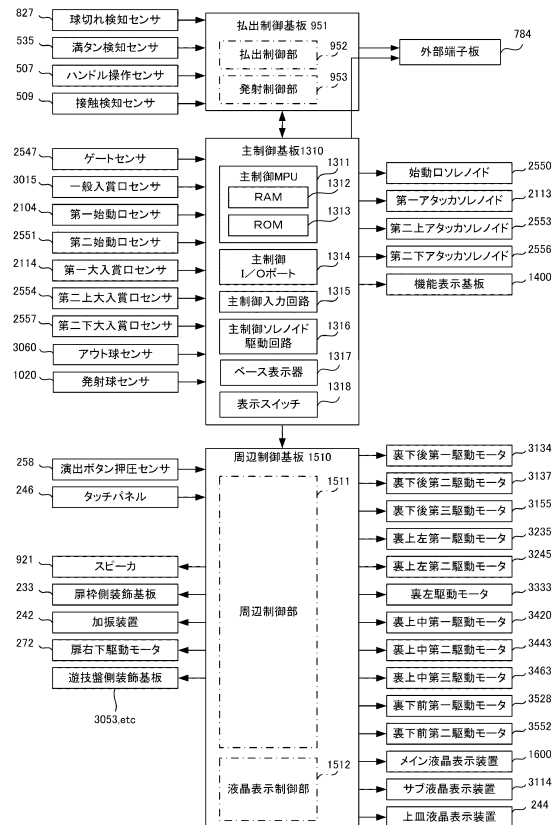 827 球切れ検知センサ
535 満タン検知センサ
507 ハンドル操作センサ
509 接触検知センサ
払出制御基板 951
払出制御部 952
発射制御部 953
外部端子板 784
2547 ゲートセンサ
3015 一般入賞口センサ
2104 第一始動口センサ
2551 第二始動口センサ
2114 第一大入賞口センサ
2554 第二上大入賞口センサ
2557 第二下大入賞口センサ
3060 アウト球センサ
1020 発射球センサ
主制御基板1310
主制御MPU 1311
RAM 1312
ROM 1313
主制御
I/Oポート 1314
主制御入力回路 1315
主制御ソレノイド
駆動回路 1316
ベース表示器 1317
表示スイッチ 1318
始動口ソレノイド 2550
第一アタッカソレノイド 2113
第二上アタッカソレノイド 2553
第二下アタッカソレノイド 2556
機能表示基板 1400
258 演出ボタン押圧センサ
246 タッチパネル
921 スピーカ
233 扉枠側装飾基板
242 加振装置
272 扉右下駆動モータ
遊技盤側装飾基板
3053,etc
周辺制御基板 1510
1511
周辺制御部
1512
液晶表示制御部
裏下後第一駆動モータ 3134
裏下後第二駆動モータ 3137
裏下後第三駆動モータ 3155
裏上左第一駆動モータ 3235
裏上左第二駆動モータ 3245
裏左駆動モータ 3333
裏上中第一駆動モータ 3420
裏上中第二駆動モータ 3443
裏上中第三駆動モータ 3463
裏下前第一駆動モータ 3528
裏下前第二駆動モータ 3552
メイン液晶表示装置 1600
サブ液晶表示装置 3114
上皿液晶表示装置 244